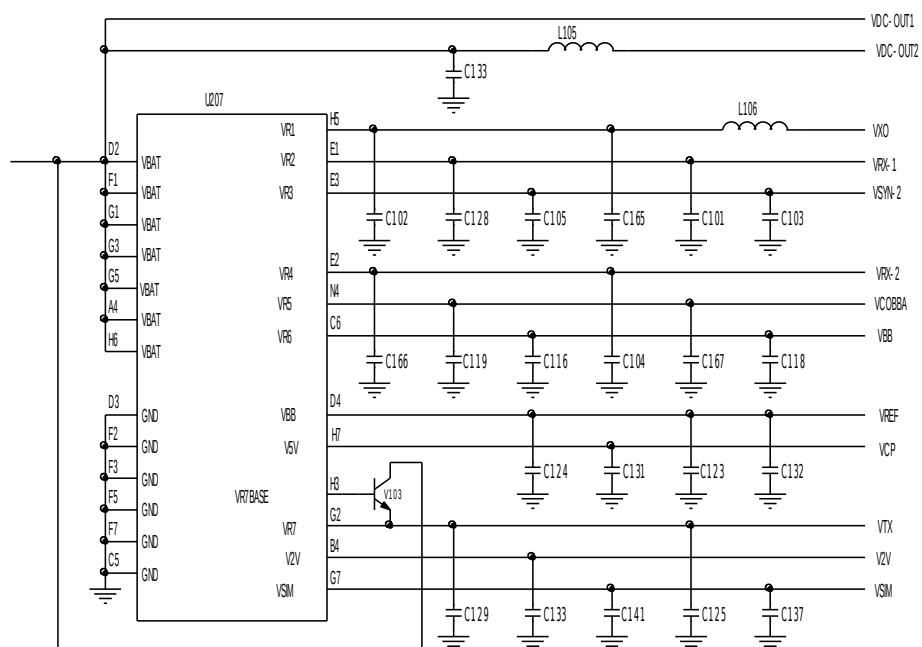 VDC-OUT1
L105
VDC-OUT2
C133
U207
L106
VR1
H5
VXO
D2
VBAT
VR2
E1
VRX-1
F1
VBAT
VR3
E3
VSYN-2
G1
VBAT
C102
C128
C105
C165
C101
C103
G3
VBAT
VR4
E2
VRX-2
G5
VBAT
VR5
N4
VCOBBA
A4
VBAT
VR6
C6
VBB
H6
VBAT
C166
C119
C116
C104
C167
C118
D3
GND
VBB
D4
VREF
F2
GND
V5V
H7
VCP
F3
GND
C124
C131
C123
C132
VR7BASE
H3
V103
F5
GND
VR7
G2
VTX
F7
GND
V2V
B4
V2V
C5
GND
VSIM
G7
VSIM
C129
C133
C141
C125
C137